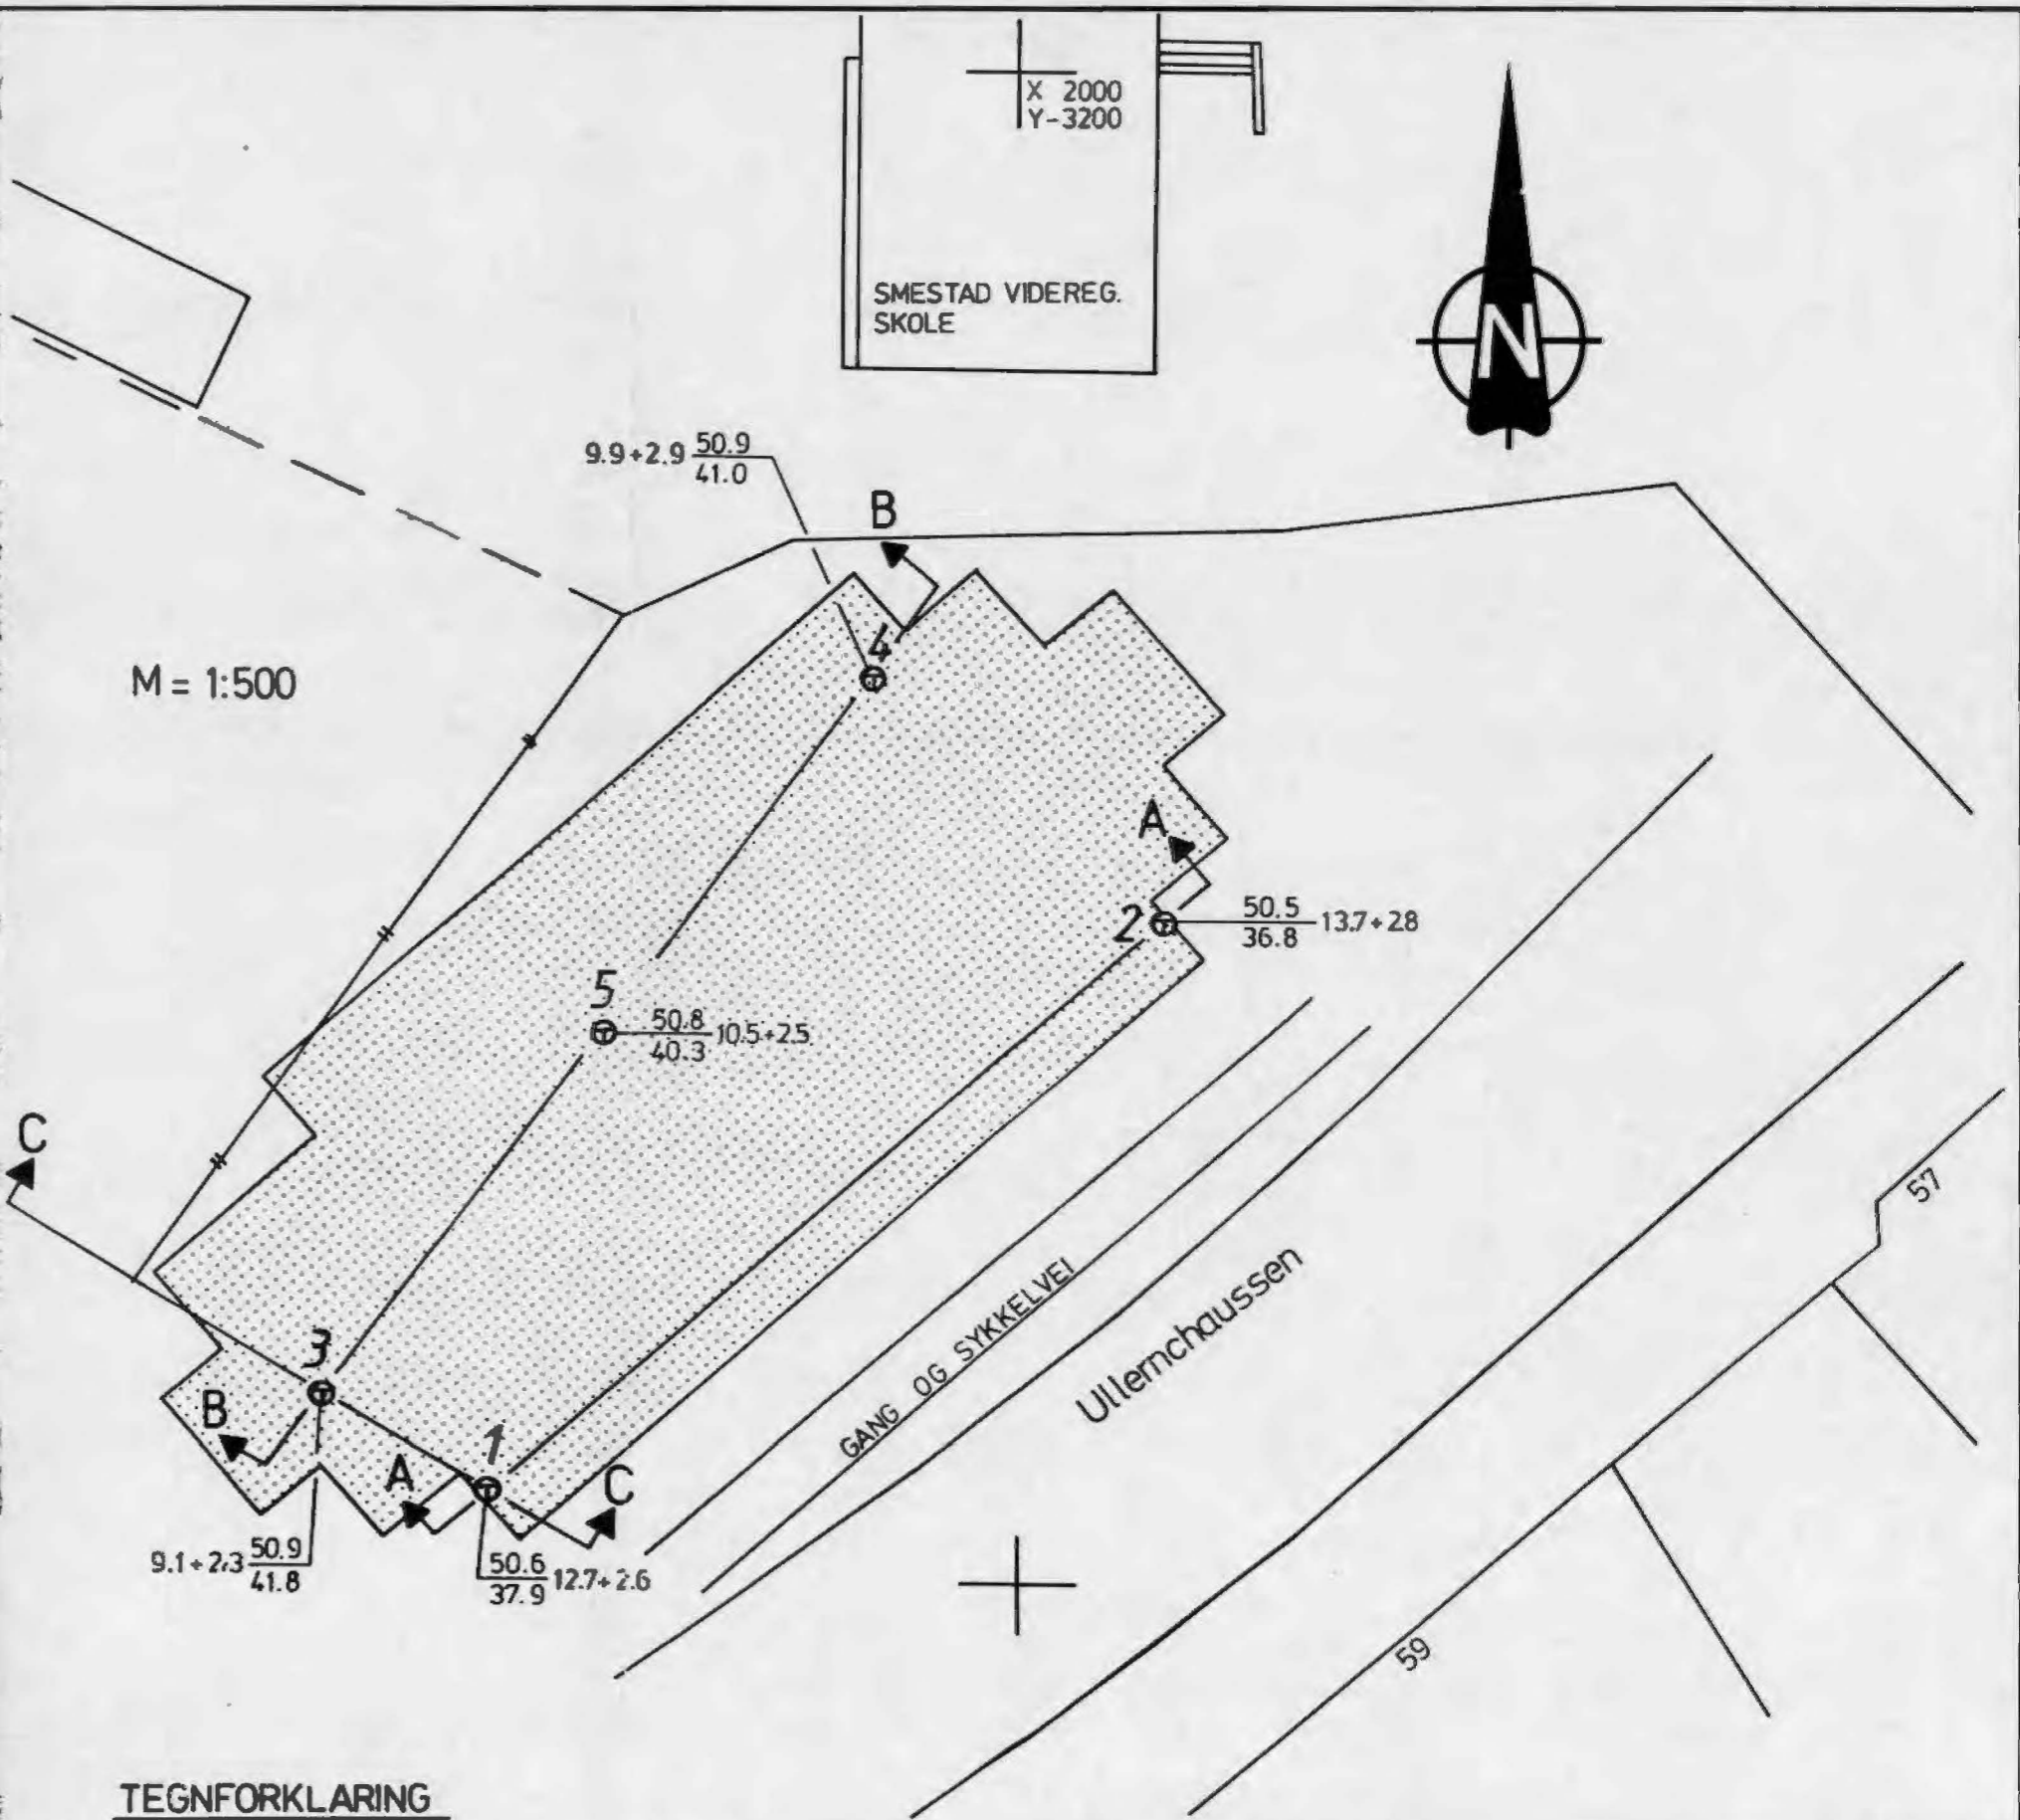 X 2000
Y-3200
SMESTAD VIDEREG.
SKOLE
N
9.9+2.9 50.9
41.0
B
4
M = 1:500
A
2
50.5 13.7+2.8
36.8
5
50.8 10.5+2.5
40.3
C
57
3
B
GANG OG SYKKELVEI
Ullernchaussen
1
A
C
9.1+2.3 50.9
41.8
50.6 12.7+2.6
37.9
59
TEGNFORKLARING